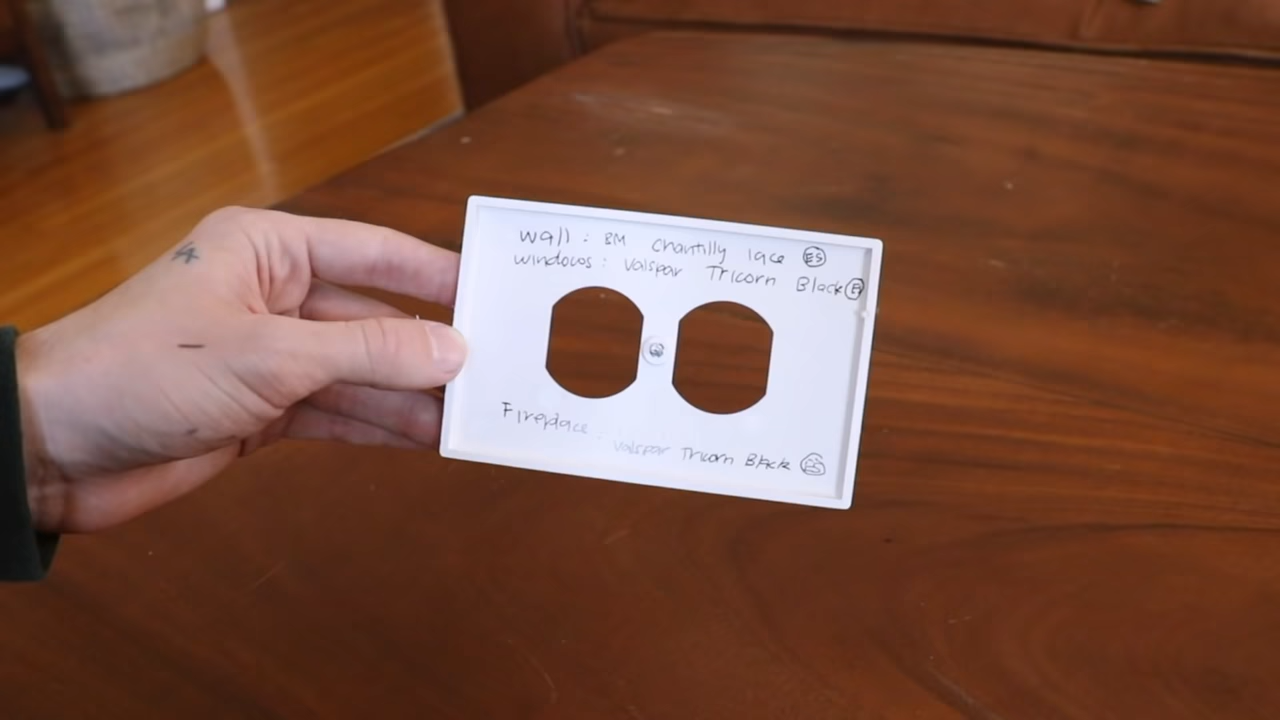 wall : BM chantilly lace ES
windows : Valspar Tricorn Black
Fireplace :
valspar Tricorn Black